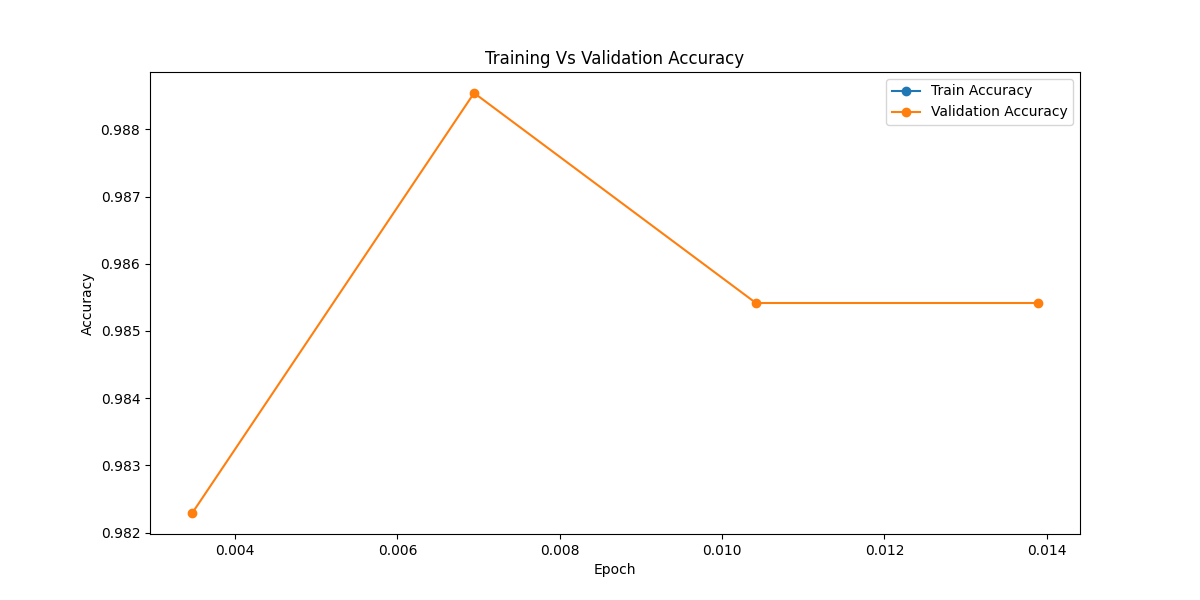 Training Vs Validation Accuracy
Train Accuracy
Validation Accuracy
0.988
0.987
0.986
0.985
0.984
0.983
0.982
Accuracy
0.004 0.006 0.008 0.010 0.012 0.014
Epoch